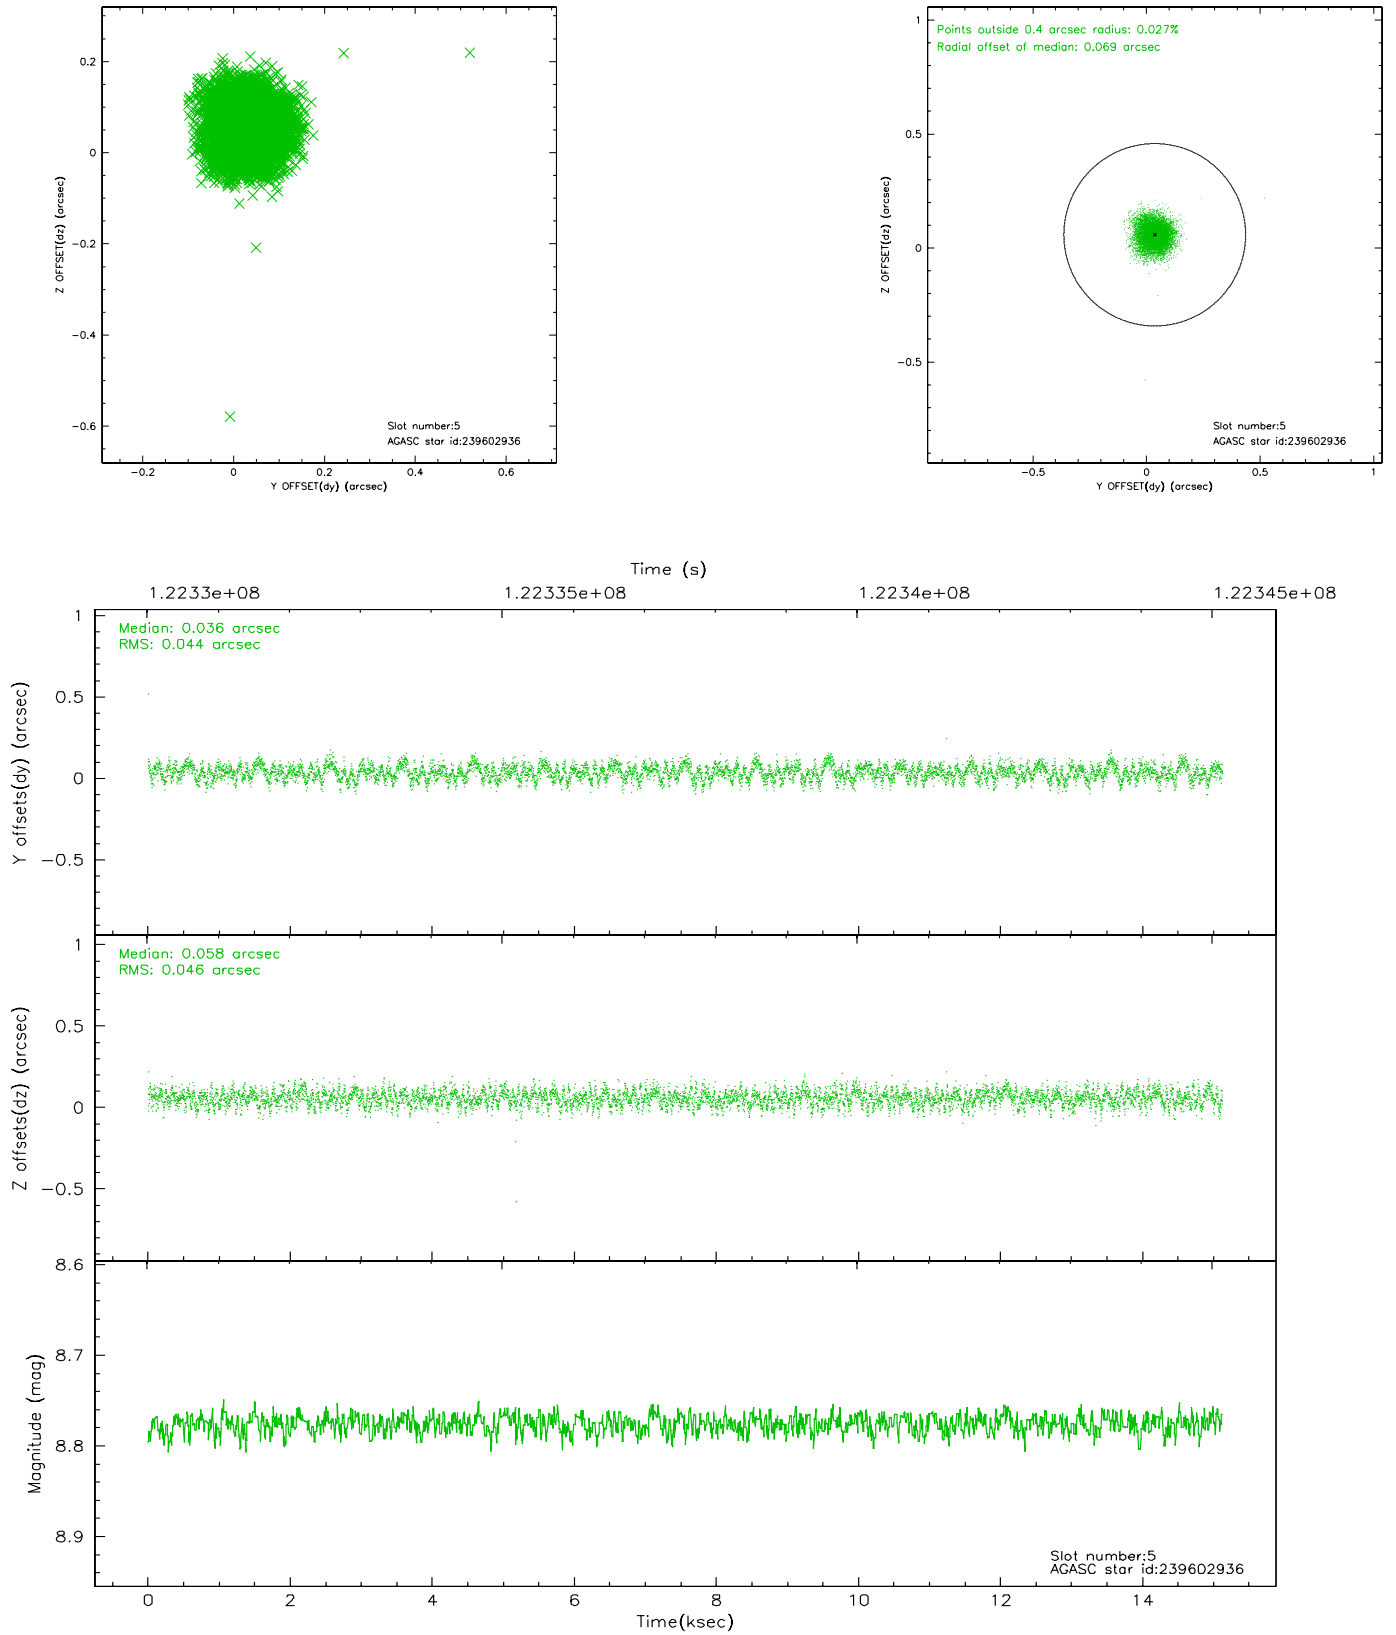 0.2
0
−0.2
−0.4
−0.6
Z OFFSET(dz) (arcsec)
Slot number:5
AGASC star id:239602936
−0.2 0 0.2 0.4 0.6
Y OFFSET(dy) (arcsec)
Points outside 0.4 arcsec radius: 0.027%
Radial offset of median: 0.069 arcsec
1
0.5
0
−0.5
Z OFFSET(dz) (arcsec)
Slot number:5
AGASC star id:239602936
−0.5 0 0.5 1
Y OFFSET(dy) (arcsec)
Time (s)
1.2233e+08 1.22335e+08 1.2234e+08 1.22345e+08
Median: 0.036 arcsec
RMS: 0.044 arcsec
1
0.5
0
−0.5
Y offsets(dy) (arcsec)
Median: 0.058 arcsec
RMS: 0.046 arcsec
1
0.5
0
−0.5
Z offsets(dz) (arcsec)
8.6
8.7
8.8
8.9
Magnitude (mag)
Slot number:5
AGASC star id:239602936
0 2 4 6 8 10 12 14
Time(ksec)